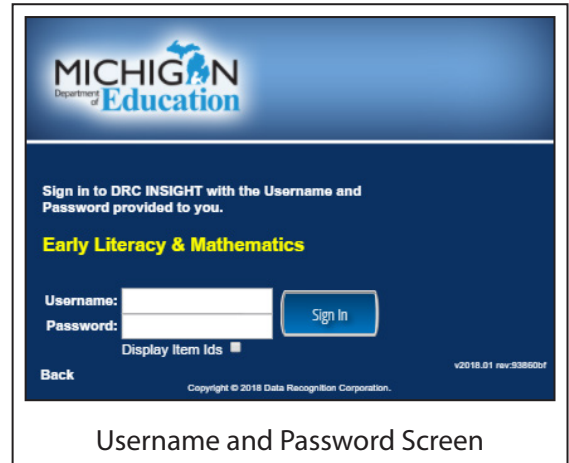 MICHIGAN
Department of Education
Sign in to DRC INSIGHT with the Username and
Password provided to you.
Early Literacy & Mathematics
Username:
Sign In
Password:
Display Item Ids
Back
v2018.01 rev:93860bf
Copyright © 2018 Data Recognition Corporation.
Username and Password Screen